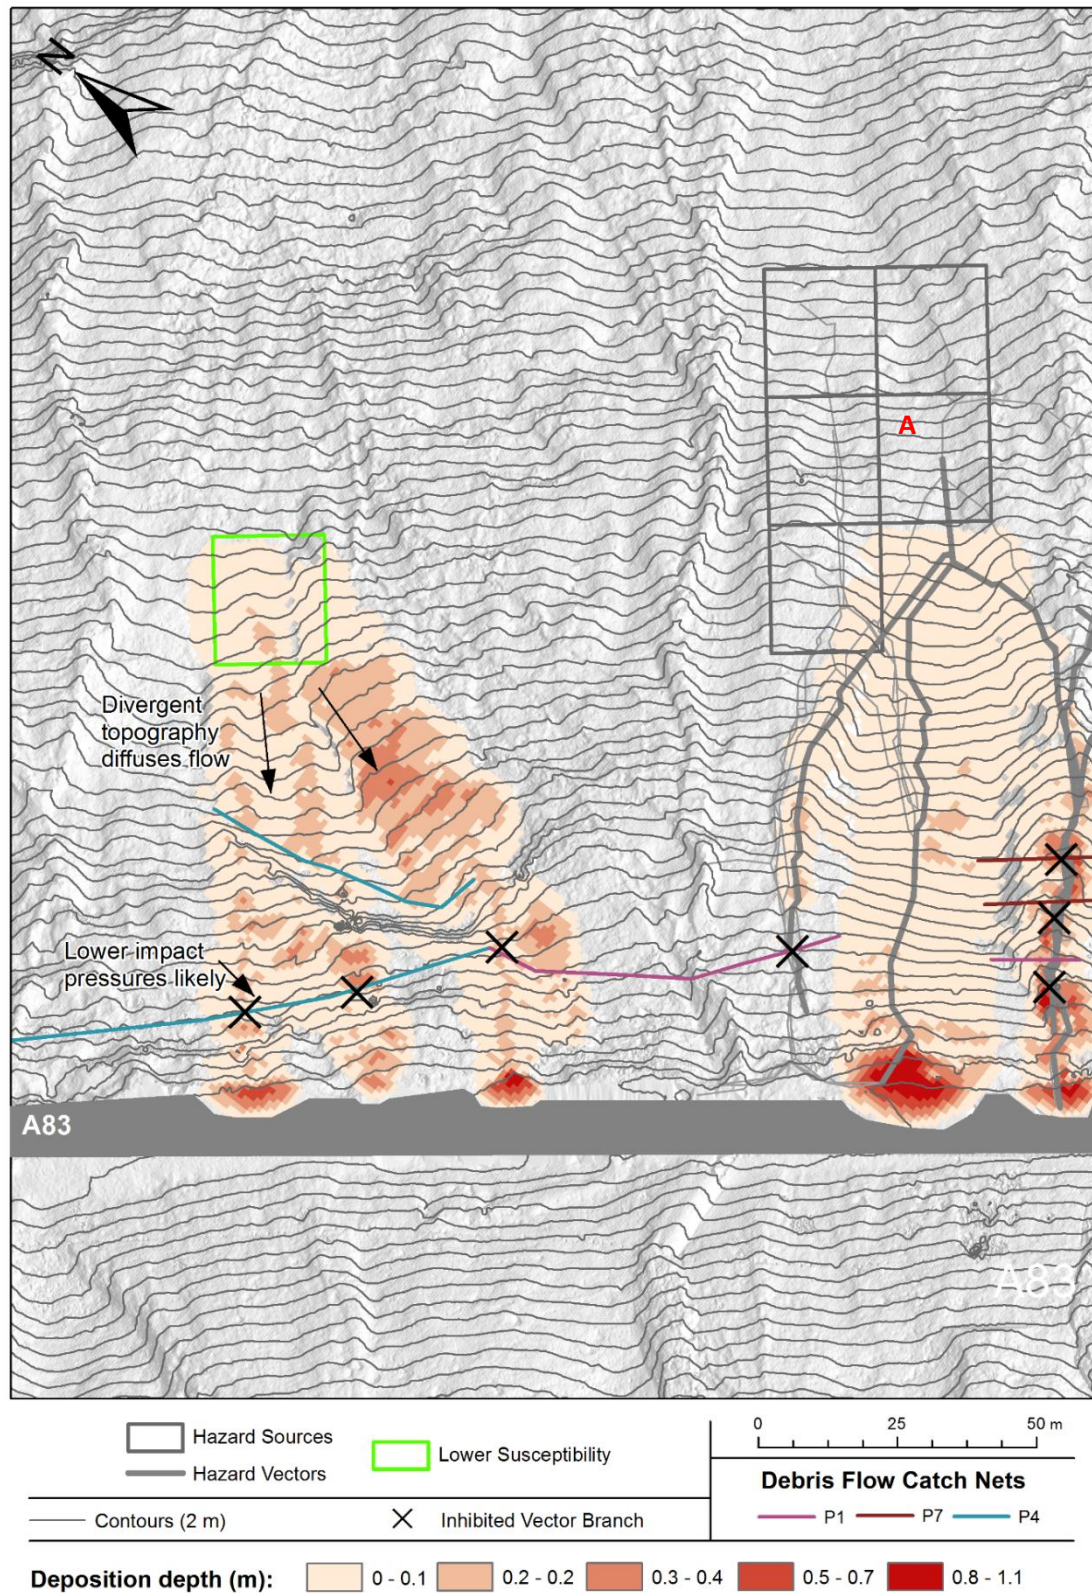 N
A
Divergent
topography
diffuses flow
Lower impact
pressures likely
A83
A83
Hazard Sources
Hazard Vectors
Lower Susceptibility
Contours (2 m)
Inhibited Vector Branch
0 25 50 m
Debris Flow Catch Nets
P1 P7 P4
Deposition depth (m): 0 - 0.1 0.2 - 0.2 0.3 - 0.4 0.5 - 0.7 0.8 - 1.1